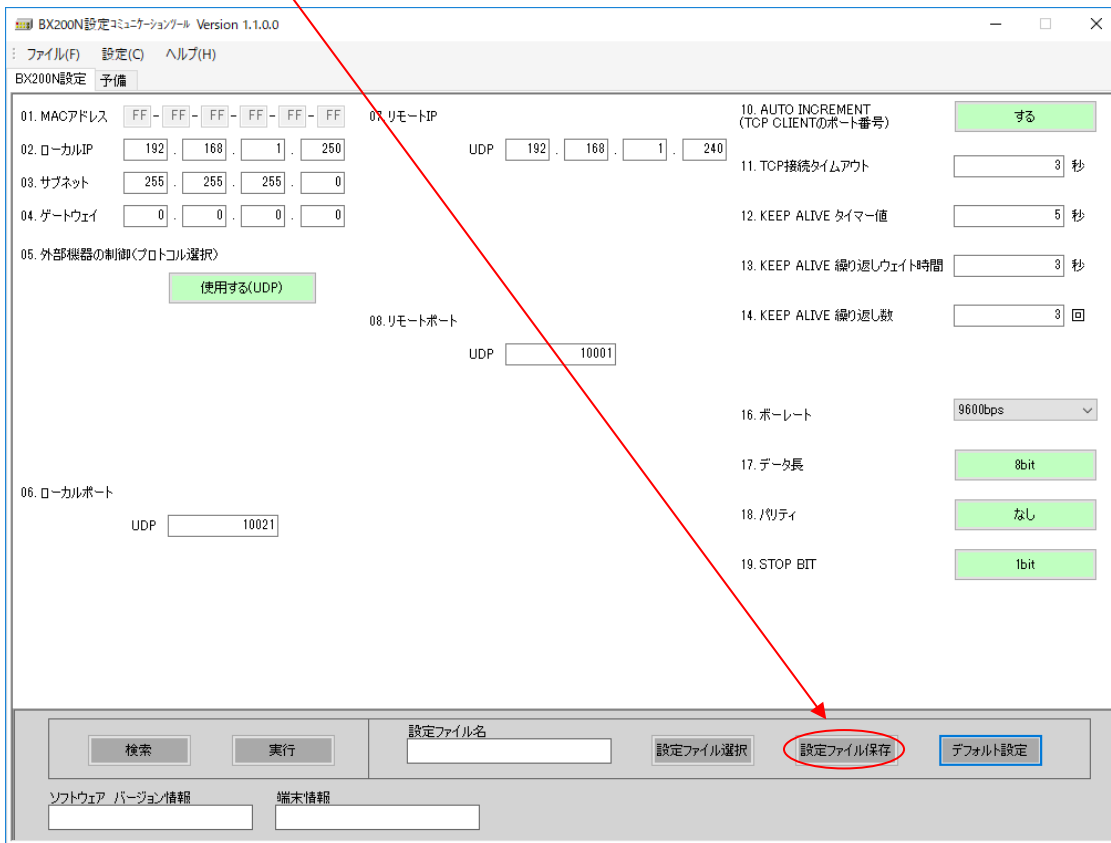 BX200N設定ｺﾐｭﾆｹｰｼｮﾝﾂｰﾙ Version 1.1.0.0
ファイル(F) 設定(C) ヘルプ(H)
BX200N設定 予備
01. MACアドレス FF - FF - FF - FF - FF - FF
02. ローカルIP 192 . 168 . 1 . 250
03. サブネット 255 . 255 . 255 . 0
04. ゲートウェイ 0 . 0 . 0 . 0
05. 外部機器の制御(プロトコル選択)
使用する(UDP)
06. ローカルポート
UDP 10021
07. リモートIP
UDP 192 . 168 . 1 . 240
08. リモートポート
UDP 10001
10. AUTO INCREMENT
(TCP CLIENTのポート番号) する
11. TCP接続タイムアウト 3 秒
12. KEEP ALIVE タイマー値 5 秒
13. KEEP ALIVE 繰り返しウェイト時間 3 秒
14. KEEP ALIVE 繰り返し数 3 回
16. ボーレート 9600bps
17. データ長 8bit
18. パリティ なし
19. STOP BIT 1bit
検索 実行
設定ファイル名
設定ファイル選択 設定ファイル保存 デフォルト設定
ソフトウェア バージョン情報 端末情報